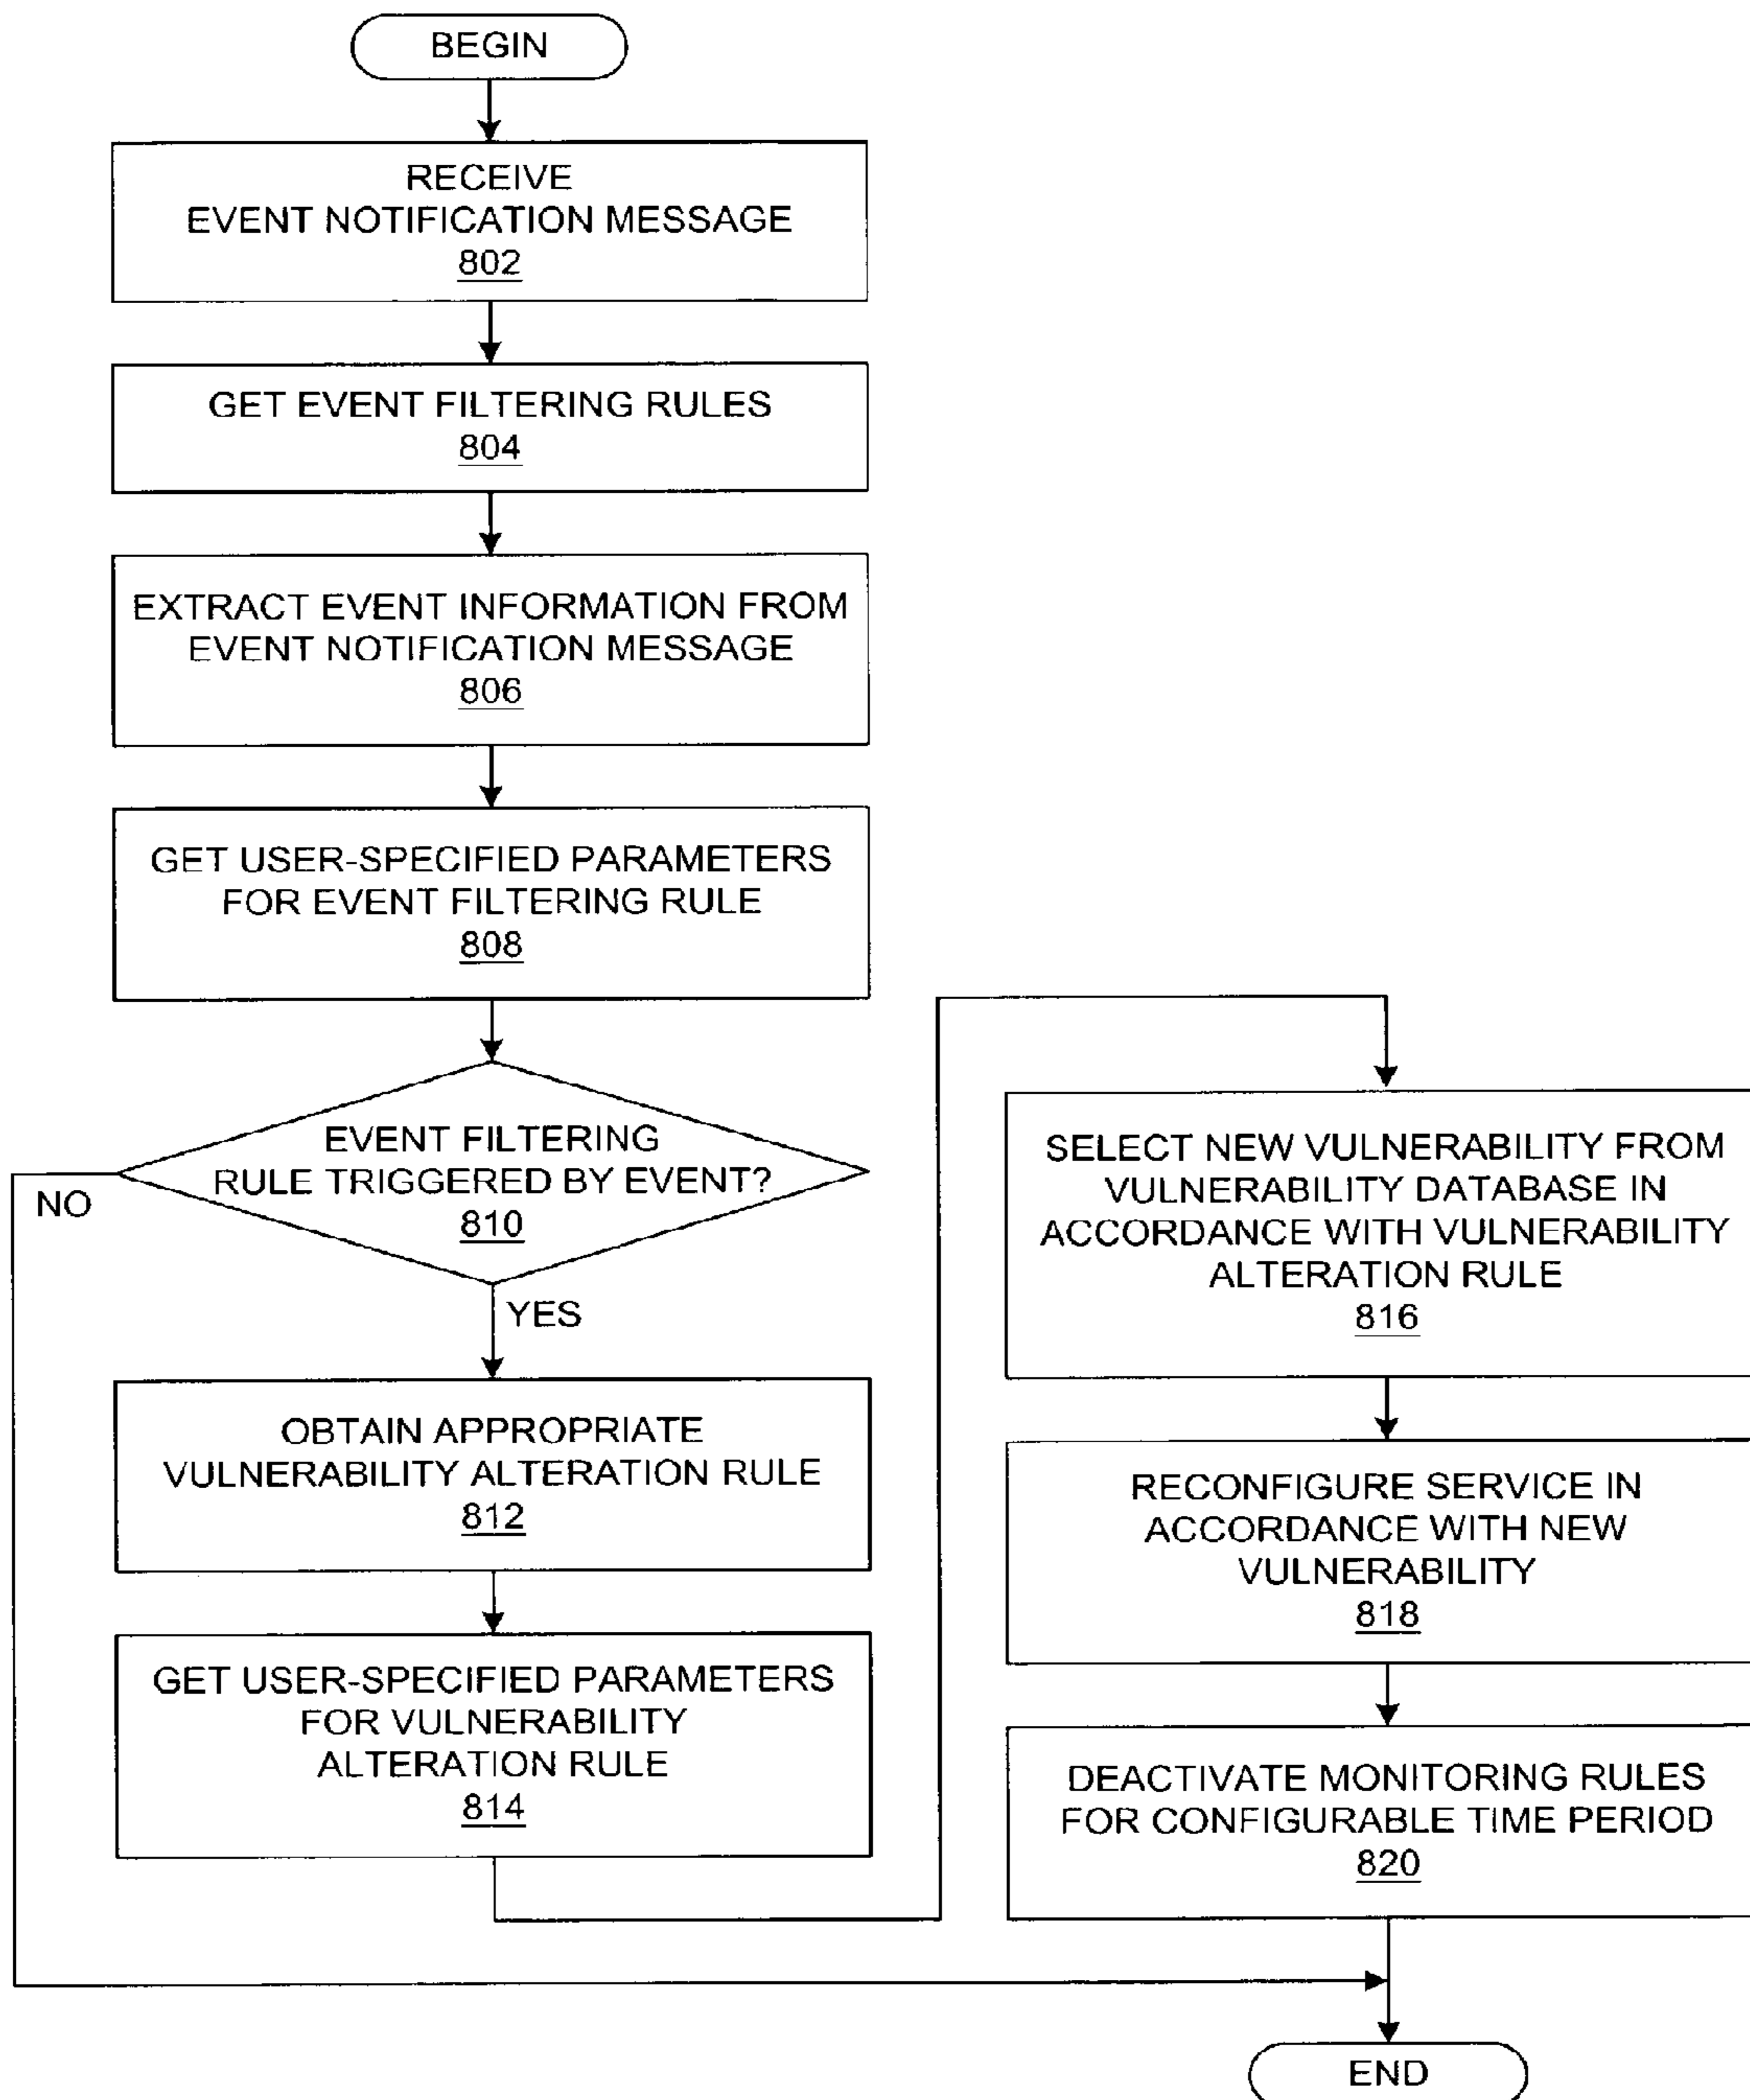 BEGIN
RECEIVE
EVENT NOTIFICATION MESSAGE
802
GET EVENT FILTERING RULES
804
EXTRACT EVENT INFORMATION FROM
EVENT NOTIFICATION MESSAGE
806
GET USER-SPECIFIED PARAMETERS
FOR EVENT FILTERING RULE
808
EVENT FILTERING
RULE TRIGGERED BY EVENT?
810
NO
YES
OBTAIN APPROPRIATE
VULNERABILITY ALTERATION RULE
812
GET USER-SPECIFIED PARAMETERS
FOR VULNERABILITY
ALTERATION RULE
814
SELECT NEW VULNERABILITY FROM
VULNERABILITY DATABASE IN
ACCORDANCE WITH VULNERABILITY
ALTERATION RULE
816
RECONFIGURE SERVICE IN
ACCORDANCE WITH NEW
VULNERABILITY
818
DEACTIVATE MONITORING RULES
FOR CONFIGURABLE TIME PERIOD
820
END